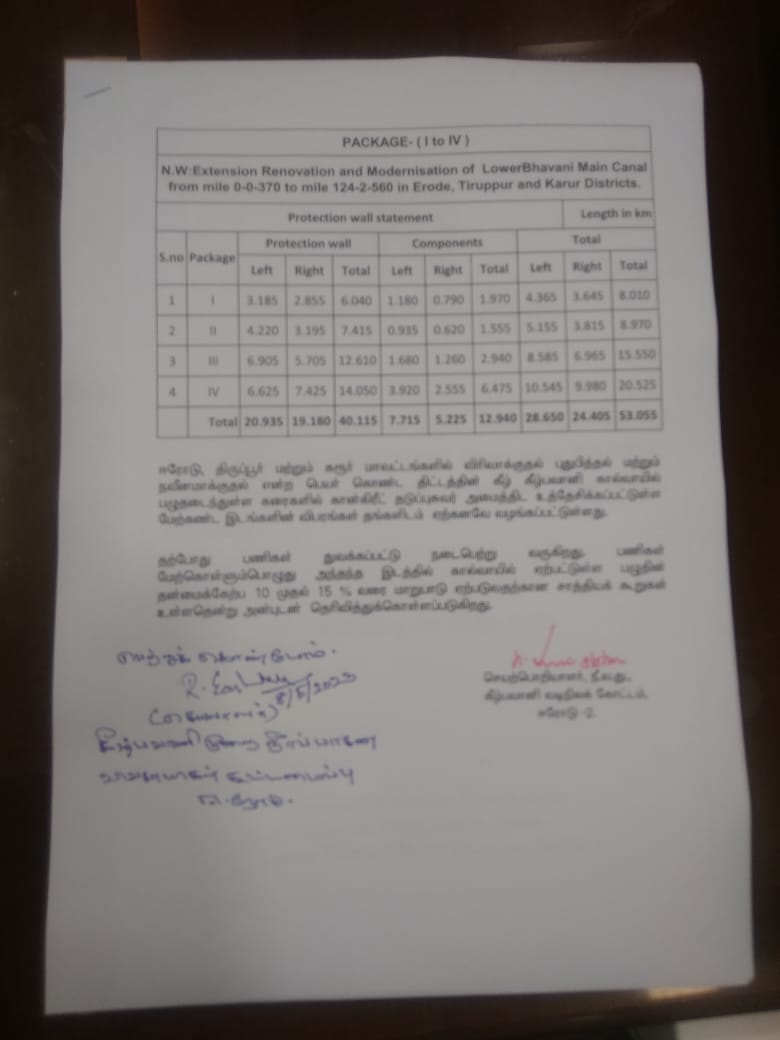 PACKAGE- ( I to IV )
N.W:Extension Renovation and Modernisation of LowerBhavani Main Canal
from mile 0-0-370 to mile 124-2-560 in Erode, Tiruppur and Karur Districts.
Protection wall statement Length in km
S.no Package Protection wall Components Total
Left Right Total Left Right Total Left Right Total
1 I 3.185 2.855 6.040 1.180 0.790 1.970 4.365 3.645 8.010
2 II 4.220 3.195 7.415 0.935 0.620 1.555 5.155 3.815 8.970
3 III 6.905 5.705 12.610 1.680 1.260 2.940 8.585 6.965 15.550
4 IV 6.625 7.425 14.050 3.920 2.555 6.475 10.545 9.980 20.525
Total 20.935 19.180 40.115 7.715 5.225 12.940 28.650 24.405 53.055
ஈரோடு, திருப்பூர் மற்றும் கரூர் மாவட்டங்களில் விரிவாக்குதல் புதுபித்தல் மற்றும்
நவீனமாக்குதல் என்ற பெயர் கொண்ட திட்டத்தின் கீழ் கீழ்பவானி கால்வாயில்
பழுதடைந்துள்ள கரைகளில் கான்கிரீட் தடுப்புசுவர் அமைத்திட உத்தேசிக்கப்பட்டுள்ள
மேற்கண்ட இடங்களின் விபரங்கள் தங்களிடம் ஏற்கனவே வழங்கப்பட்டுள்ளது.
தற்போது பணிகள் துவக்கப்பட்டு நடைபெற்று வருகிறது. பணிகள்
மேற்கொள்ளும்பொழுது அந்தந்த இடத்தில் கால்வாயில் ஏற்பட்டுள்ள பழுதின்
தன்மைக்கேற்ப 10 முதல் 15 % வரை மாறுபாடு ஏற்படுவதற்கான சாத்தியக் கூறுகள்
உள்ளதென்று அன்புடன் தெரிவித்துக்கொள்ளப்படுகிறது.
பெற்றுக் கொண்டோம்.
8/5/2023
செயற்பொறியாளர், நீ.வ.து.,
கீழ்பவானி வடிநிலக் கோட்டம்,
ஈரோடு -2.